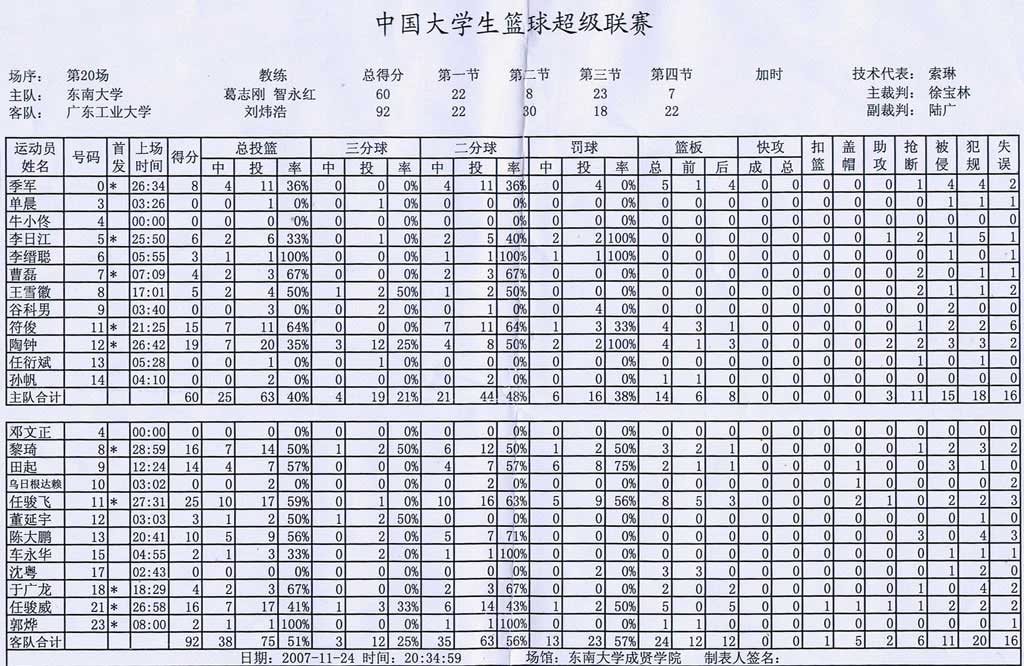 中国大学生篮球超级联赛
场序： 第20场 教练 总得分 第一节 第二节 第三节 第四节 加时 技术代表： 索琳
主队： 东南大学 葛志刚 智永红 60 22 8 23 7 主裁判： 徐宝林
客队： 广东工业大学 刘炜浩 92 22 30 18 22 副裁判： 陆广
运动员姓名 号码 首发 上场时间 得分 总投篮 三分球 二分球 罚球 篮板 快攻 扣篮 盖帽 助攻 抢断 被侵 犯规 失误
中 投 率 中 投 率 中 投 率 中 投 率 总 前 后 成 总
季军 0 * 26:34 8 4 11 36% 0 0 0% 4 11 36% 0 4 0% 5 1 4 0 0 0 0 0 1 4 4 2
单晨 3 03:26 0 0 1 0% 0 1 0% 0 0 0% 0 0 0% 0 0 0 0 0 0 0 0 0 1 1 1
牛小佟 4 00:00 0 0 0 0% 0 0 0% 0 0 0% 0 0 0% 0 0 0 0 0 0 0 0 0 0 0 0
李日江 5 * 25:50 6 2 6 33% 0 1 0% 2 5 40% 2 2 100% 0 0 0 0 0 0 0 1 2 1 5 1
李缙聪 6 05:55 3 1 1 100% 0 0 0% 1 1 100% 1 1 100% 0 0 0 0 0 0 0 0 0 1 0 1
曹磊 7 * 07:09 4 2 3 67% 0 0 0% 2 3 67% 0 0 0% 0 0 0 0 0 0 0 0 2 0 1 1
王雪徽 8 17:01 5 2 4 50% 1 2 50% 1 2 50% 0 0 0% 0 0 0 0 0 0 0 0 2 1 1 2
谷科男 9 03:40 0 0 3 0% 0 2 0% 0 1 0% 0 4 0% 0 0 0 0 0 0 0 0 0 2 0 0
符俊 11 * 21:25 15 7 11 64% 0 0 0% 7 11 64% 1 3 33% 4 3 1 0 0 0 0 0 1 2 2 6
陶钟 12 * 26:42 19 7 20 35% 3 12 25% 4 8 50% 2 2 100% 4 1 3 0 0 0 0 2 2 3 3 2
任衍斌 13 05:28 0 0 1 0% 0 1 0% 0 0 0% 0 0 0% 0 0 0 0 0 0 0 0 1 0 1 0
孙帆 14 04:10 0 0 2 0% 0 0 0% 0 2 0% 0 0 0% 1 1 0 0 0 0 0 0 0 0 0 0
主队合计 60 25 63 40% 4 19 21% 21 44 48% 6 16 38% 14 6 8 0 0 0 0 3 11 15 18 16
邓文正 4 00:00 0 0 0 0% 0 0 0% 0 0 0% 0 0 0% 0 0 0 0 0 0 0 0 0 0 0 0
黎琦 8 * 28:59 16 7 14 50% 1 2 50% 6 12 50% 1 2 50% 3 2 1 0 0 0 0 0 1 2 3 2
田起 9 12:24 14 4 7 57% 0 0 0% 4 7 57% 6 8 75% 2 1 1 0 0 0 1 0 0 3 1 0
乌日根达赖 10 03:02 0 0 2 0% 0 0 0% 0 2 0% 0 0 0% 0 0 0 0 0 0 1 0 0 0 0 2
任骏飞 11 * 27:31 25 10 17 59% 0 1 0% 10 16 63% 5 9 56% 8 5 3 0 0 0 2 1 0 2 2 3
董延宇 12 03:03 3 1 2 50% 1 2 50% 0 0 0% 0 0 0% 0 0 0 0 0 0 0 0 0 0 1 0
陈大鹏 13 20:41 10 5 9 56% 0 2 0% 5 7 71% 0 0 0% 0 0 0 0 0 0 0 0 3 0 4 3
车永华 15 04:55 2 1 3 33% 0 2 0% 1 1 100% 0 0 0% 0 0 0 0 0 0 0 0 0 1 1 1
沈粤 17 02:43 0 0 0 0% 0 0 0% 0 0 0% 0 2 0% 3 3 0 0 0 0 0 0 0 0 2 0
于广龙 18 * 18:29 4 2 3 67% 0 0 0% 2 3 67% 0 0 0% 2 0 2 0 0 0 0 0 1 0 4 2
任骏威 21 * 26:58 16 7 17 41% 1 3 33% 6 14 43% 1 2 50% 5 0 5 0 0 1 1 1 1 2 2 2
郭烨 23 * 08:00 2 1 1 100% 0 0 0% 1 1 100% 0 0 0% 1 1 0 0 0 0 0 0 0 1 0 1
客队合计 92 38 75 51% 3 12 25% 35 63 56% 13 23 57% 24 12 12 0 0 1 5 2 6 11 20 16
日期：2007-11-24 时间：20:34:59 场馆：东南大学成贤学院 制表人签名：